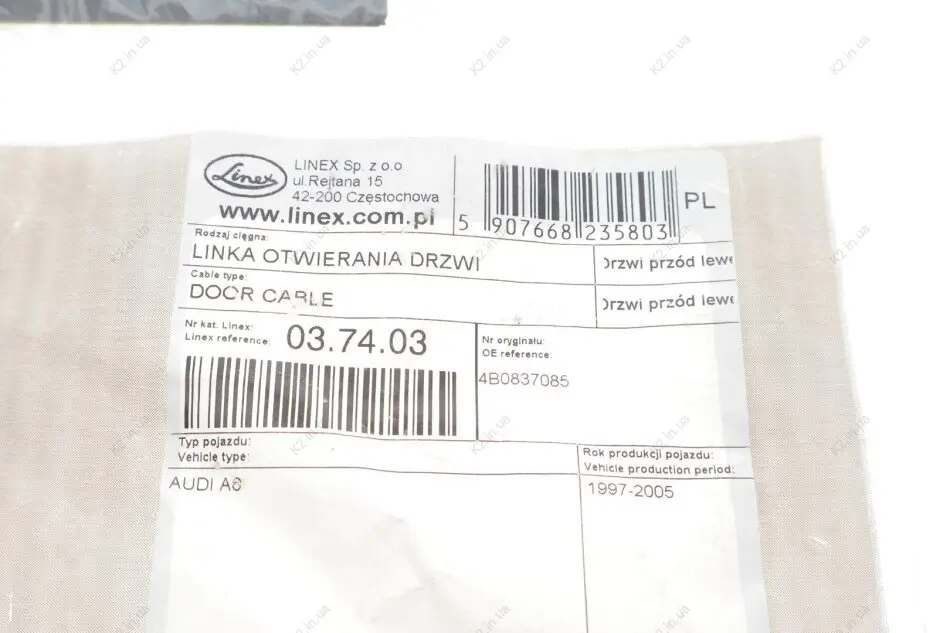 Linex
LINEX Sp. z o.o
ul.Rejtana 15
42-200 Częstochowa
www.linex.com.pl
5 907668 235803
PL
Rodzaj cięgna:
LINKA OTWIERANIA DRZWI
Drzwi przód lewe
Cable type:
DOOR CABLE
Drzwi przód lewe
Nr kat. Linex:
Linex reference:
03.74.03
Nr oryginału:
OE reference:
4B0837085
Typ pojazdu:
Vehicle type:
AUDI A6
Rok produkcji pojazdu:
Vehicle production period:
1997-2005
K2.in.ua